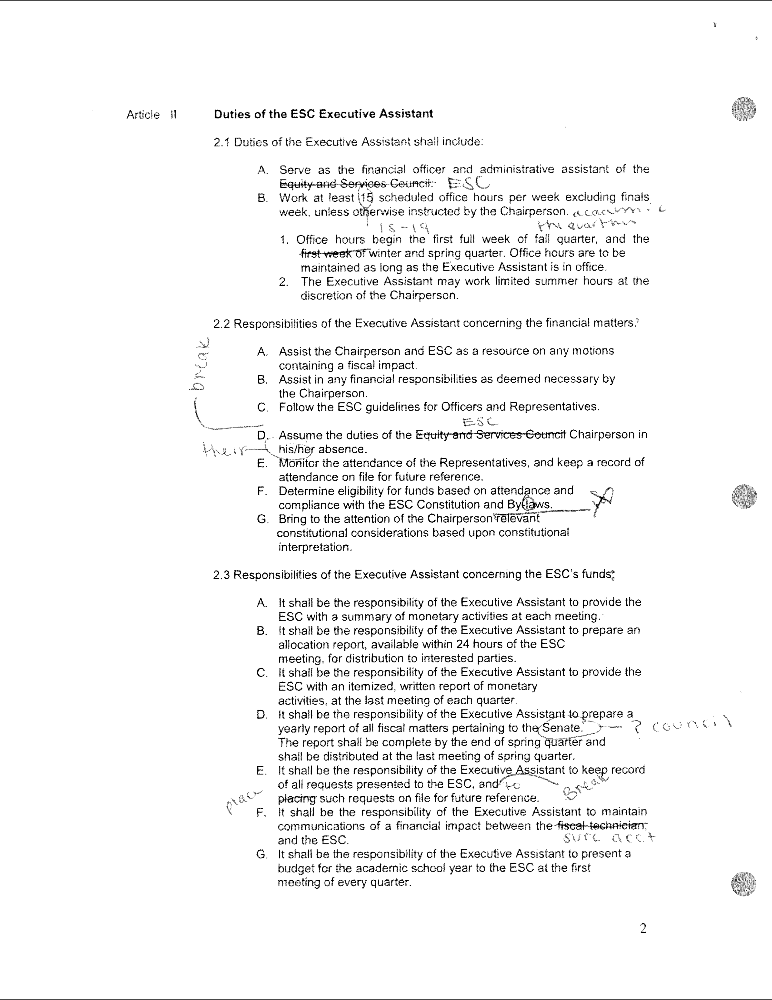 Article II Duties of the ESC Executive Assistant
2.1 Duties of the Executive Assistant shall include:
A. Serve as the financial officer and administrative assistant of the
Equity and Services Council. ESC
B. Work at least 15 scheduled office hours per week excluding finals
week, unless otherwise instructed by the Chairperson. academic
15-19 the quarter
1. Office hours begin the first full week of fall quarter, and the
first week of winter and spring quarter. Office hours are to be
maintained as long as the Executive Assistant is in office.
2. The Executive Assistant may work limited summer hours at the
discretion of the Chairperson.
2.2 Responsibilities of the Executive Assistant concerning the financial matters:
break
A. Assist the Chairperson and ESC as a resource on any motions
containing a fiscal impact.
B. Assist in any financial responsibilities as deemed necessary by
the Chairperson.
C. Follow the ESC guidelines for Officers and Representatives.
ESC
D. Assume the duties of the Equity and Services Council Chairperson in
their his/her absence.
E. Monitor the attendance of the Representatives, and keep a record of
attendance on file for future reference.
F. Determine eligibility for funds based on attendance and
compliance with the ESC Constitution and By-laws.
G. Bring to the attention of the Chairperson relevant
constitutional considerations based upon constitutional
interpretation.
2.3 Responsibilities of the Executive Assistant concerning the ESC's funds:
A. It shall be the responsibility of the Executive Assistant to provide the
ESC with a summary of monetary activities at each meeting.
B. It shall be the responsibility of the Executive Assistant to prepare an
allocation report, available within 24 hours of the ESC
meeting, for distribution to interested parties.
C. It shall be the responsibility of the Executive Assistant to provide the
ESC with an itemized, written report of monetary
activities, at the last meeting of each quarter.
D. It shall be the responsibility of the Executive Assistant to prepare a
yearly report of all fiscal matters pertaining to the Senate. ? council
The report shall be complete by the end of spring quarter and
shall be distributed at the last meeting of spring quarter.
E. It shall be the responsibility of the Executive Assistant to keep record
of all requests presented to the ESC, and to Break
place placing such requests on file for future reference.
F. It shall be the responsibility of the Executive Assistant to maintain
communications of a financial impact between the fiscal technician,
and the ESC. acct
G. It shall be the responsibility of the Executive Assistant to present a
budget for the academic school year to the ESC at the first
meeting of every quarter.
2